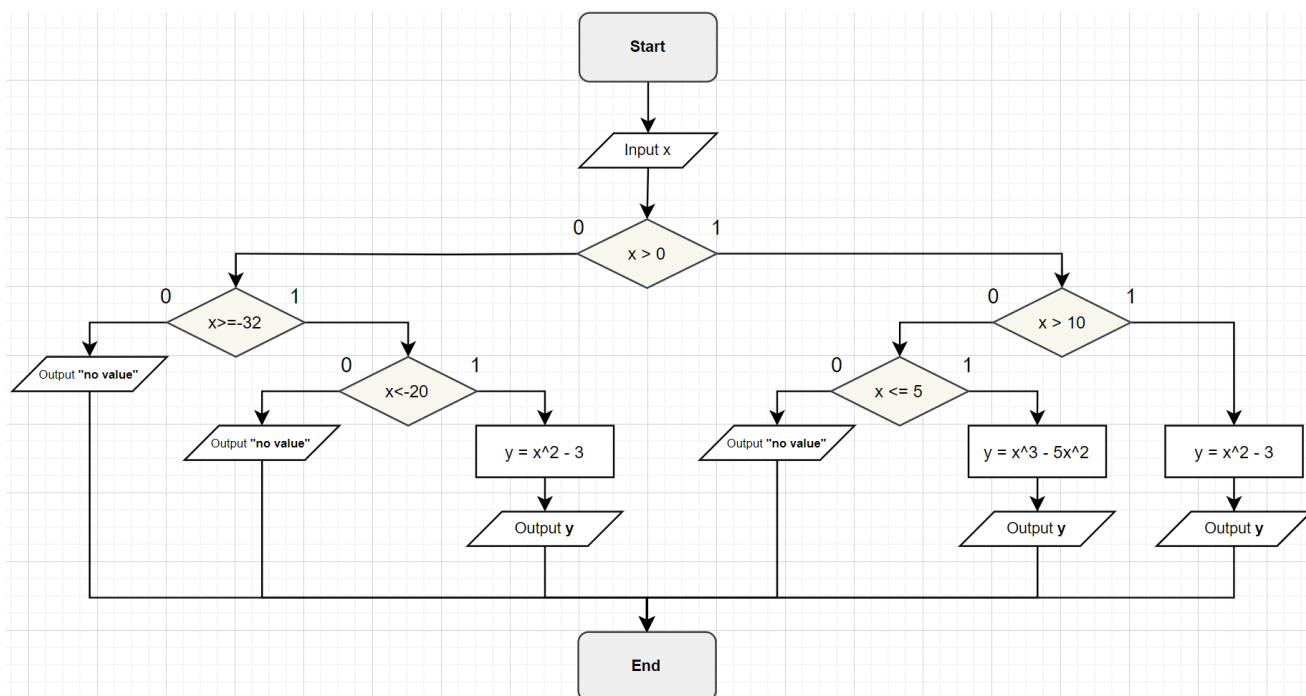 Start
Input x
0 1
x > 0
0 1
x>=-32
0 1
x > 10
Output "no value"
0 1
x<-20
0 1
x <= 5
Output "no value"
y = x^2 - 3
Output "no value"
y = x^3 - 5x^2
y = x^2 - 3
Output y
Output y
Output y
End